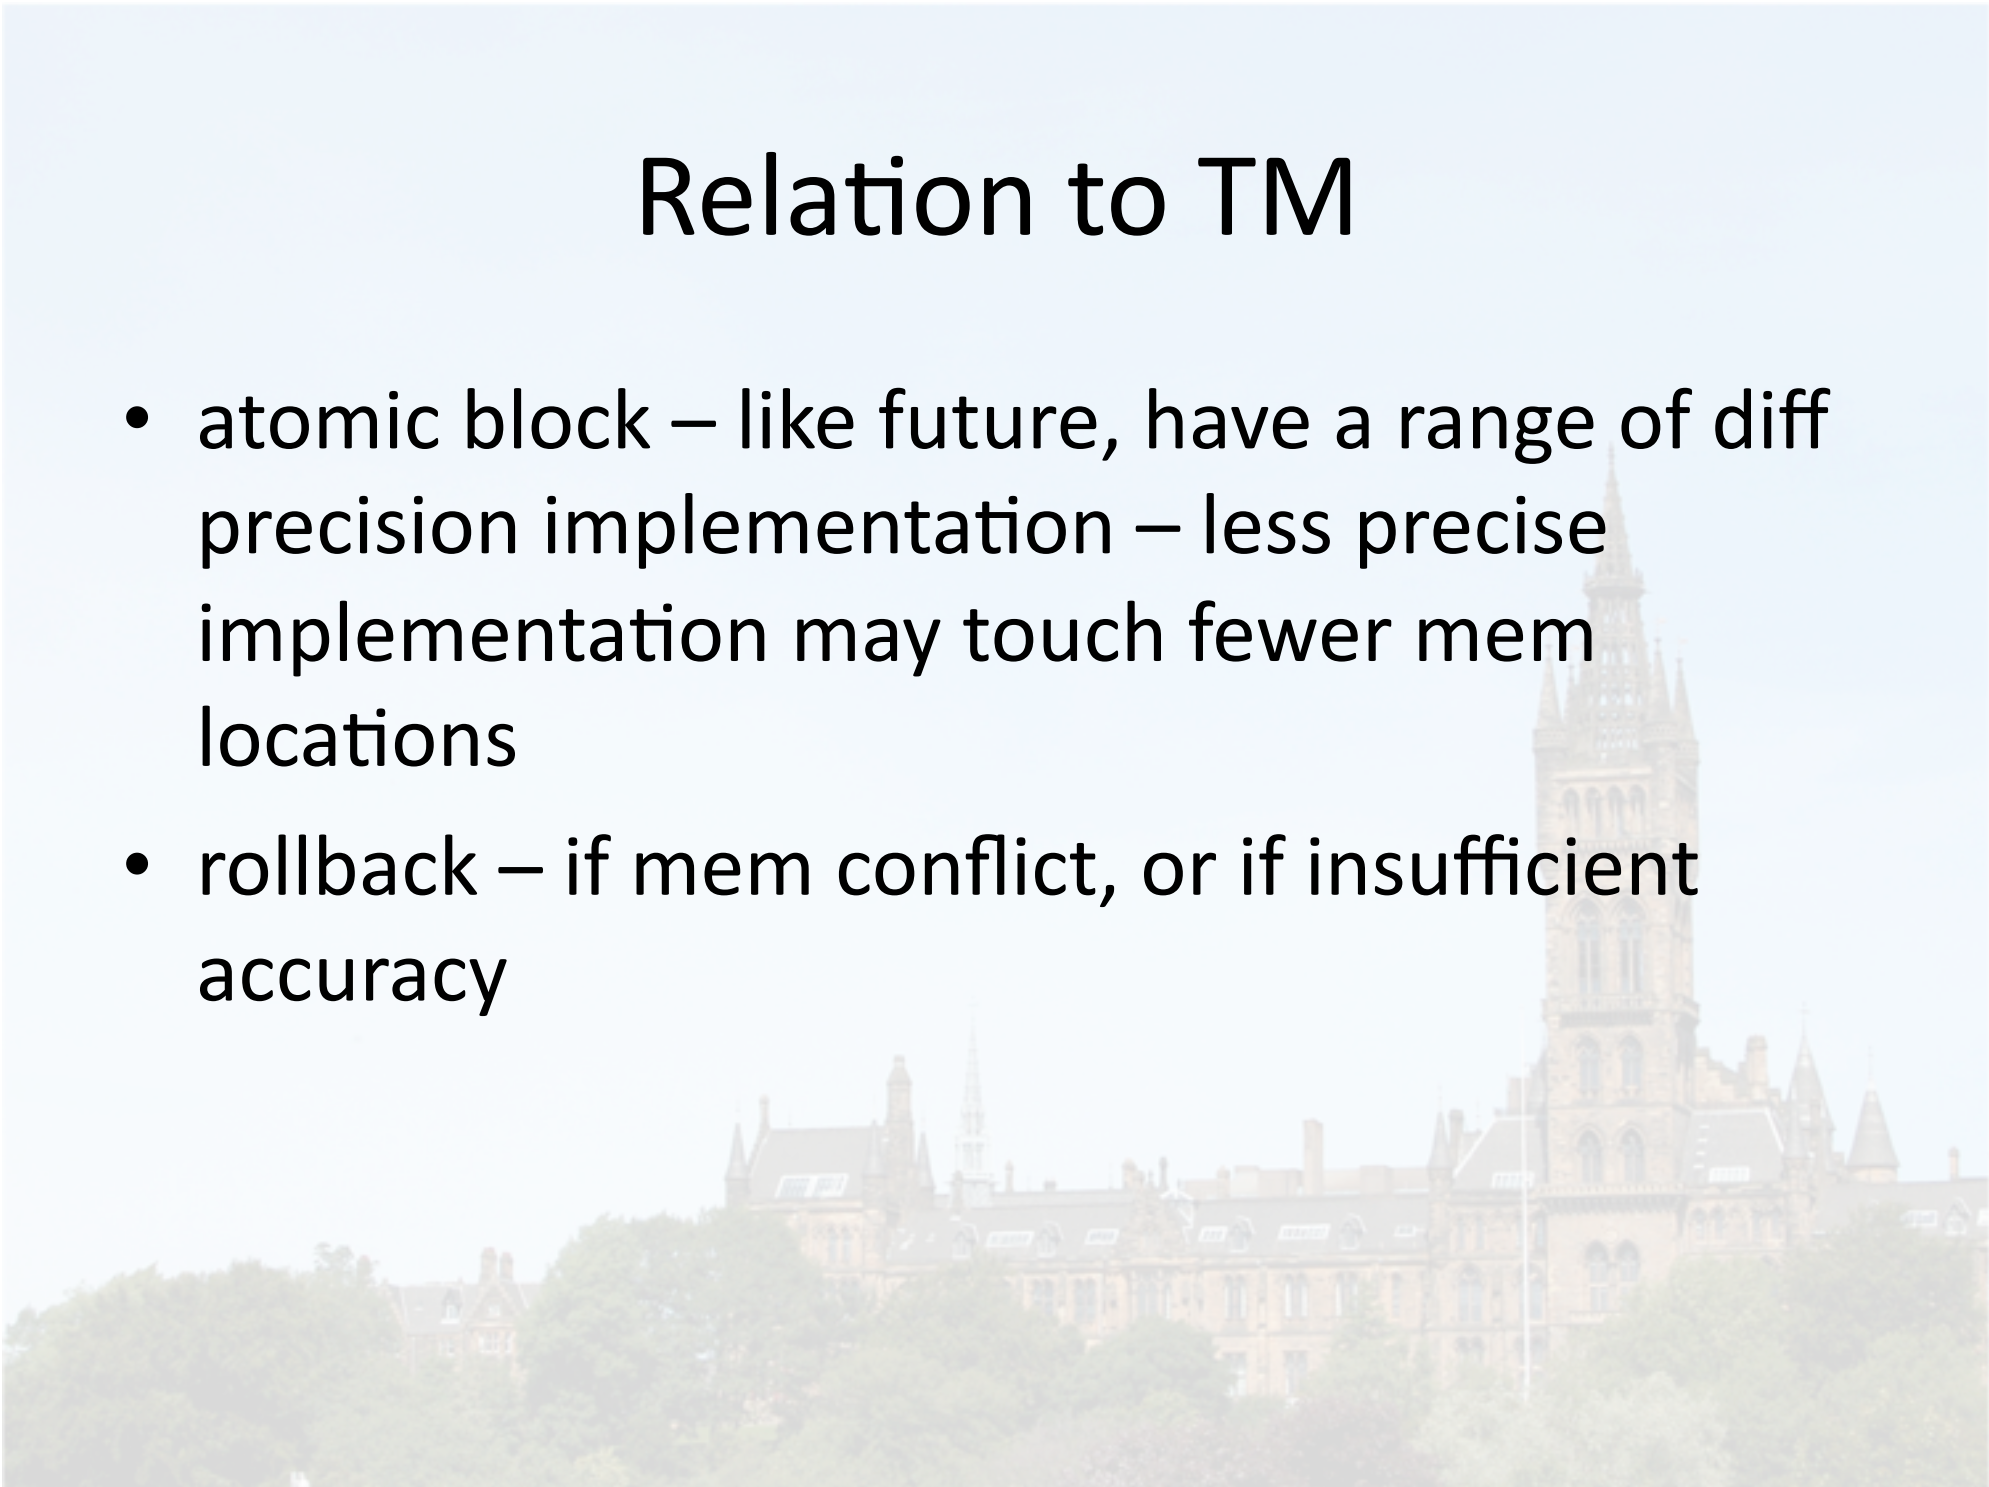 Relation to TM
• atomic block – like future, have a range of diff
precision implementation – less precise
implementation may touch fewer mem
locations
• rollback – if mem conflict, or if insufficient
accuracy